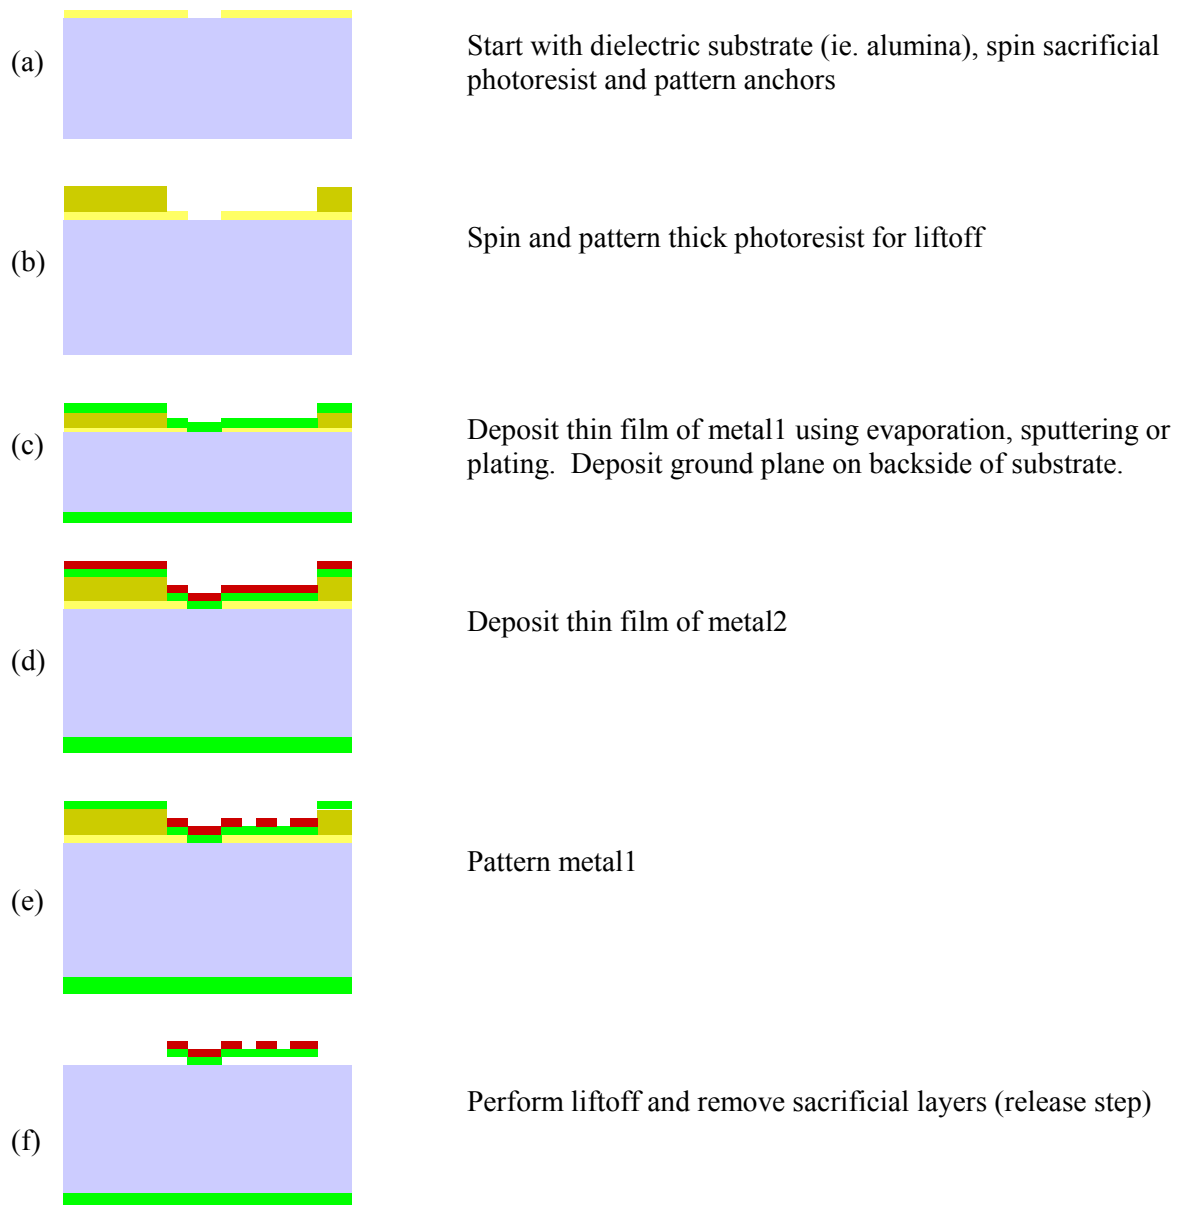 (a)
Start with dielectric substrate (ie. alumina), spin sacrificial
photoresist and pattern anchors
(b)
Spin and pattern thick photoresist for liftoff
(c)
Deposit thin film of metal1 using evaporation, sputtering or
plating.  Deposit ground plane on backside of substrate.
(d)
Deposit thin film of metal2
(e)
Pattern metal1
(f)
Perform liftoff and remove sacrificial layers (release step)